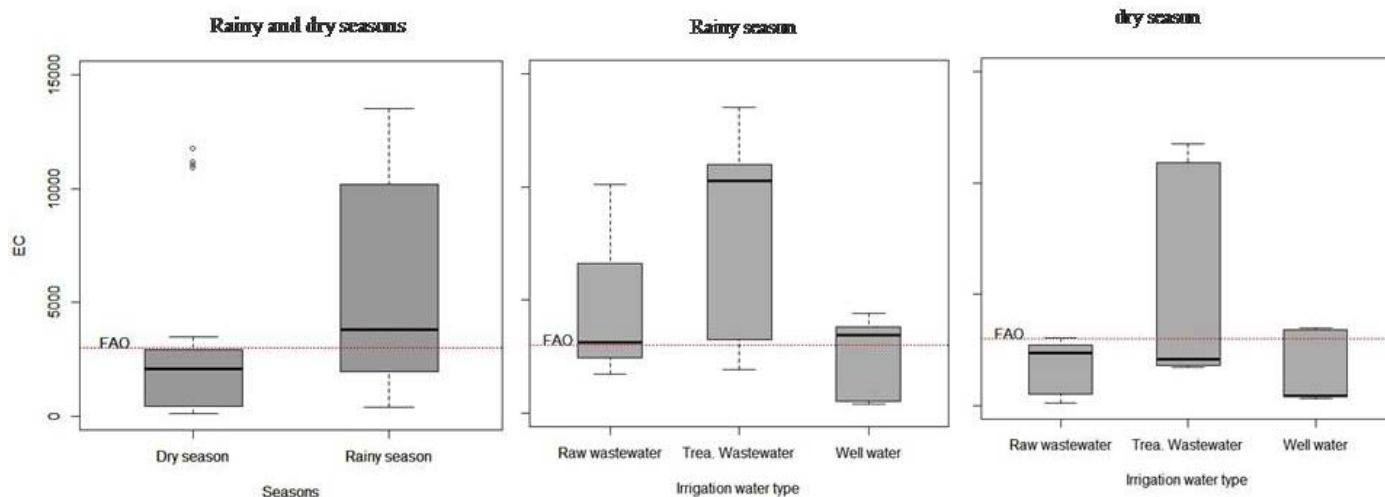 Rainy and dry seasons
EC
15000
10000
5000
0
FAO
Dry season
Rainy season
Seasons
Rainy season
FAO
Raw wastewater
Trea. Wastewater
Well water
Irrigation water type
dry season
FAO
Raw wastewater
Trea. Wastewater
Well water
Irrigation water type